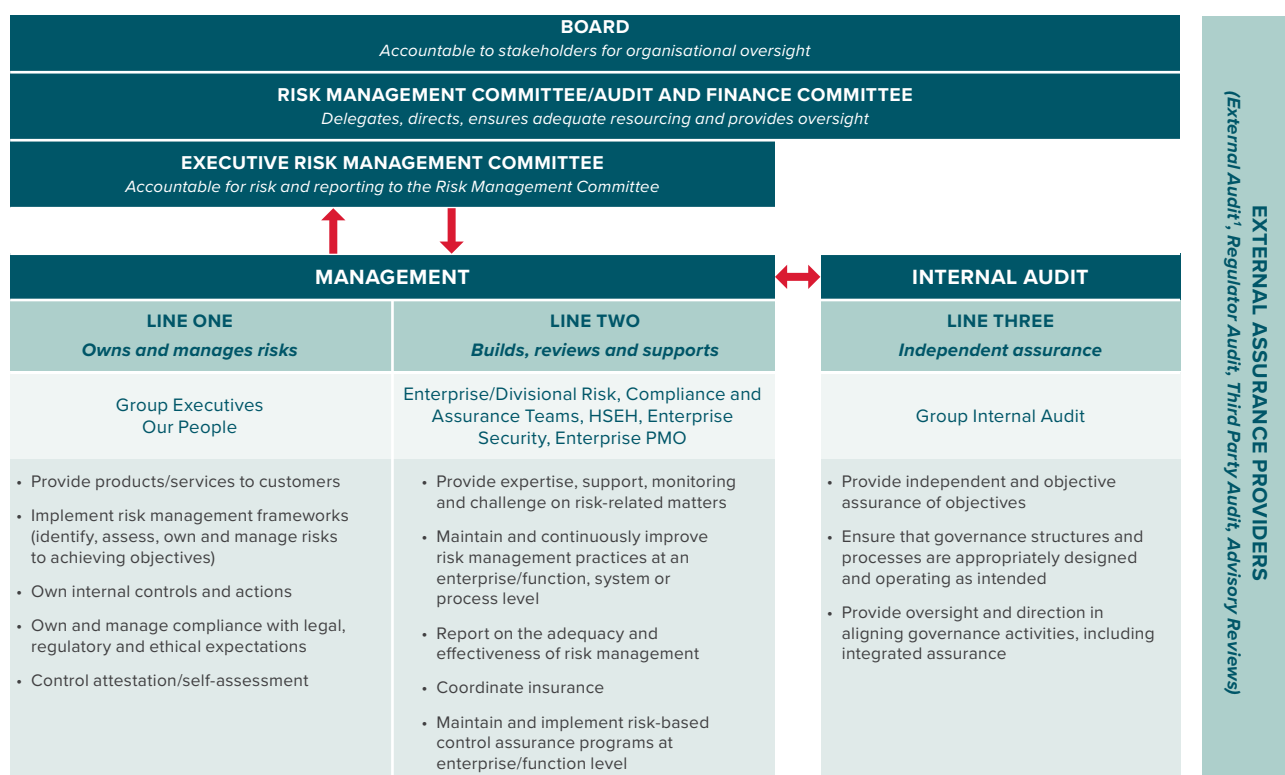 BOARD
Accountable to stakeholders for organisational oversight
RISK MANAGEMENT COMMITTEE/AUDIT AND FINANCE COMMITTEE
Delegates, directs, ensures adequate resourcing and provides oversight
EXECUTIVE RISK MANAGEMENT COMMITTEE
Accountable for risk and reporting to the Risk Management Committee
MANAGEMENT
LINE ONE
Owns and manages risks
Group Executives
Our People
• Provide products/services to customers
• Implement risk management frameworks
(identify, assess, own and manage risks
to achieving objectives)
• Own internal controls and actions
• Own and manage compliance with legal,
regulatory and ethical expectations
• Control attestation/self-assessment
LINE TWO
Builds, reviews and supports
Enterprise/Divisional Risk, Compliance and
Assurance Teams, HSEH, Enterprise
Security, Enterprise PMO
• Provide expertise, support, monitoring
and challenge on risk-related matters
• Maintain and continuously improve
risk management practices at an
enterprise/function, system or
process level
• Report on the adequacy and
effectiveness of risk management
• Coordinate insurance
• Maintain and implement risk-based
control assurance programs at
enterprise/function level
INTERNAL AUDIT
LINE THREE
Independent assurance
Group Internal Audit
• Provide independent and objective
assurance of objectives
• Ensure that governance structures and
processes are appropriately designed
and operating as intended
• Provide oversight and direction in
aligning governance activities, including
integrated assurance
EXTERNAL ASSURANCE PROVIDERS
(External Audit¹, Regulator Audit, Third Party Audit, Advisory Reviews)